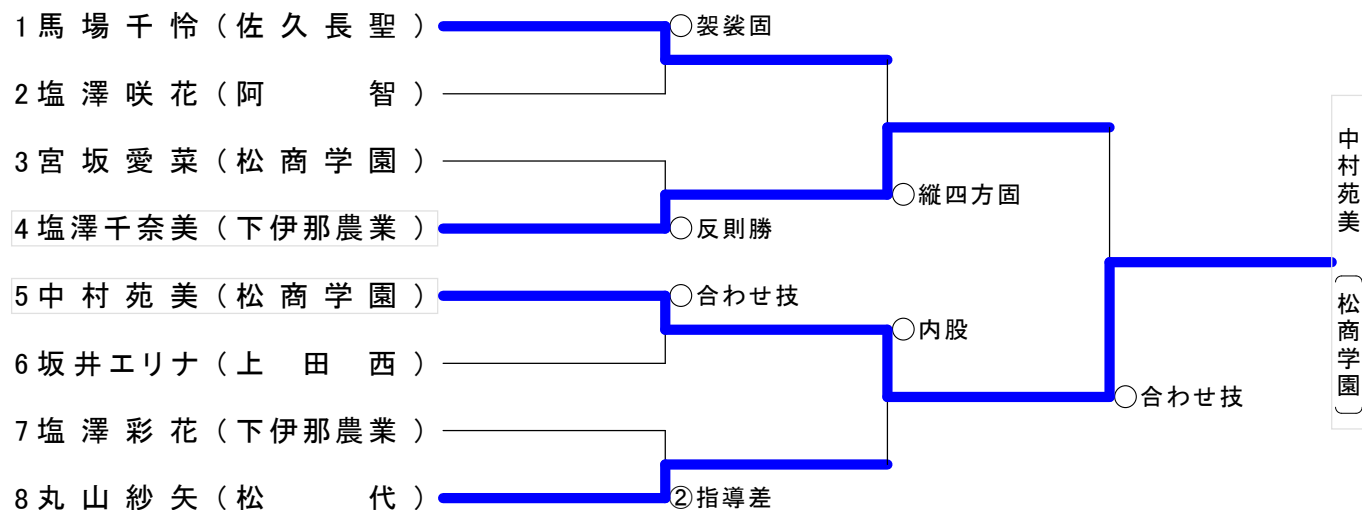 1 馬場千怜（佐久長聖）
○袈裟固
2 塩澤咲花（阿智）
3 宮坂愛菜（松商学園）
○縦四方固
4 塩澤千奈美（下伊那農業）
○反則勝
5 中村苑美（松商学園）
○合わせ技
○内股
6 坂井エリナ（上田西）
○合わせ技
7 塩澤彩花（下伊那農業）
8 丸山紗矢（松代）
②指導差
中村苑美
（松商学園）